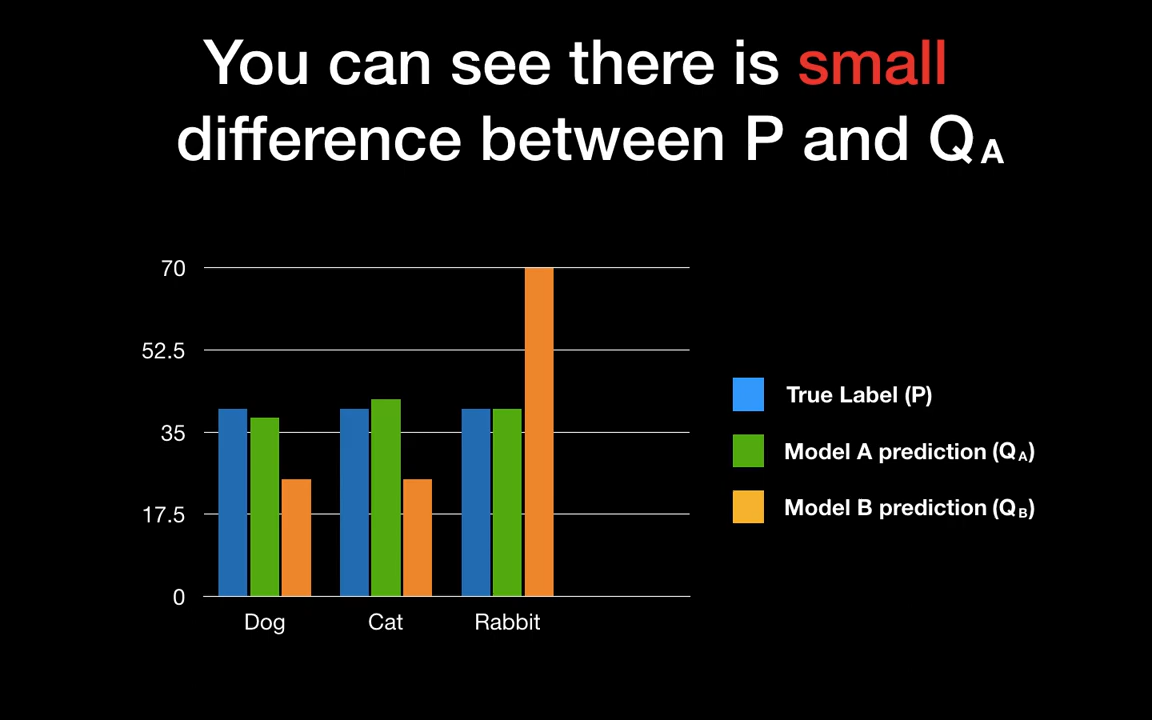 You can see there is small
difference between P and QA
70
52.5
35
17.5
0
Dog Cat Rabbit
True Label (P)
Model A prediction (QA)
Model B prediction (QB)